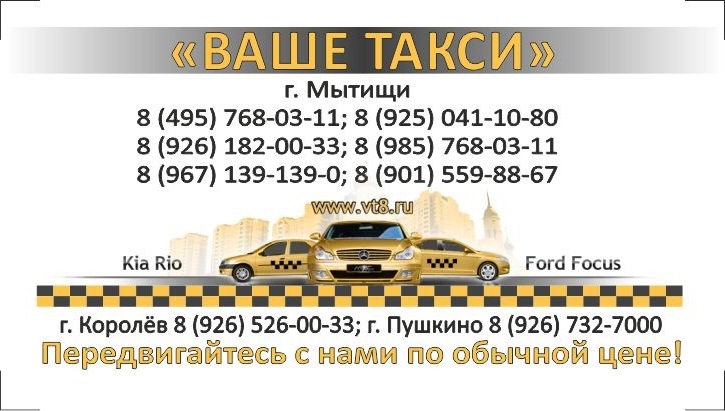 «ВАШЕ ТАКСИ»
г. Мытищи
8 (495) 768-03-11; 8 (925) 041-10-80
8 (926) 182-00-33; 8 (985) 768-03-11
8 (967) 139-139-0; 8 (901) 559-88-67
www.vt8.ru
Kia Rio
Ford Focus
г. Королёв 8 (926) 526-00-33; г. Пушкино 8 (926) 732-7000
Передвигайтесь с нами по обычной цене!